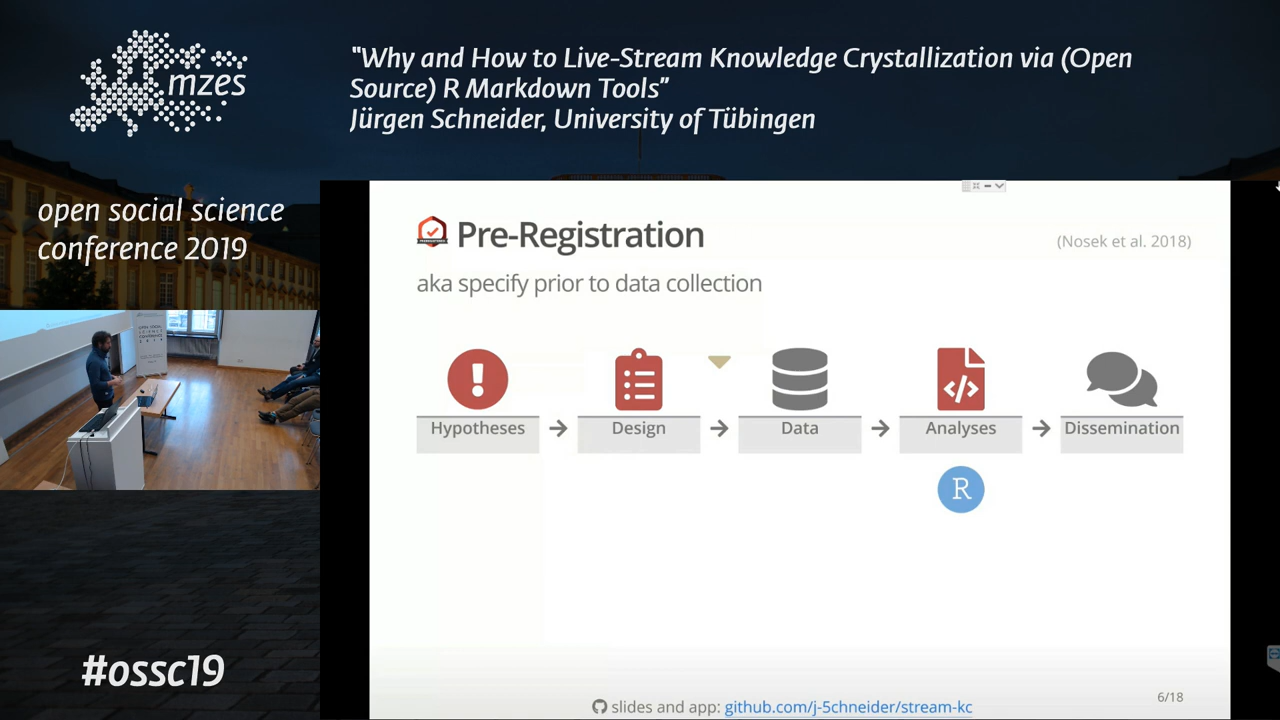 mzes
"Why and How to Live-Stream Knowledge Crystallization via (Open
Source) R Markdown Tools"
Jürgen Schneider, University of Tübingen
open social science
conference 2019
Pre-Registration
(Nosek et al. 2018)
aka specify prior to data collection
Hypotheses
Design
Data
Analyses
Dissemination
R
slides and app: github.com/j-5chneider/stream-kc
6/18
#ossc19